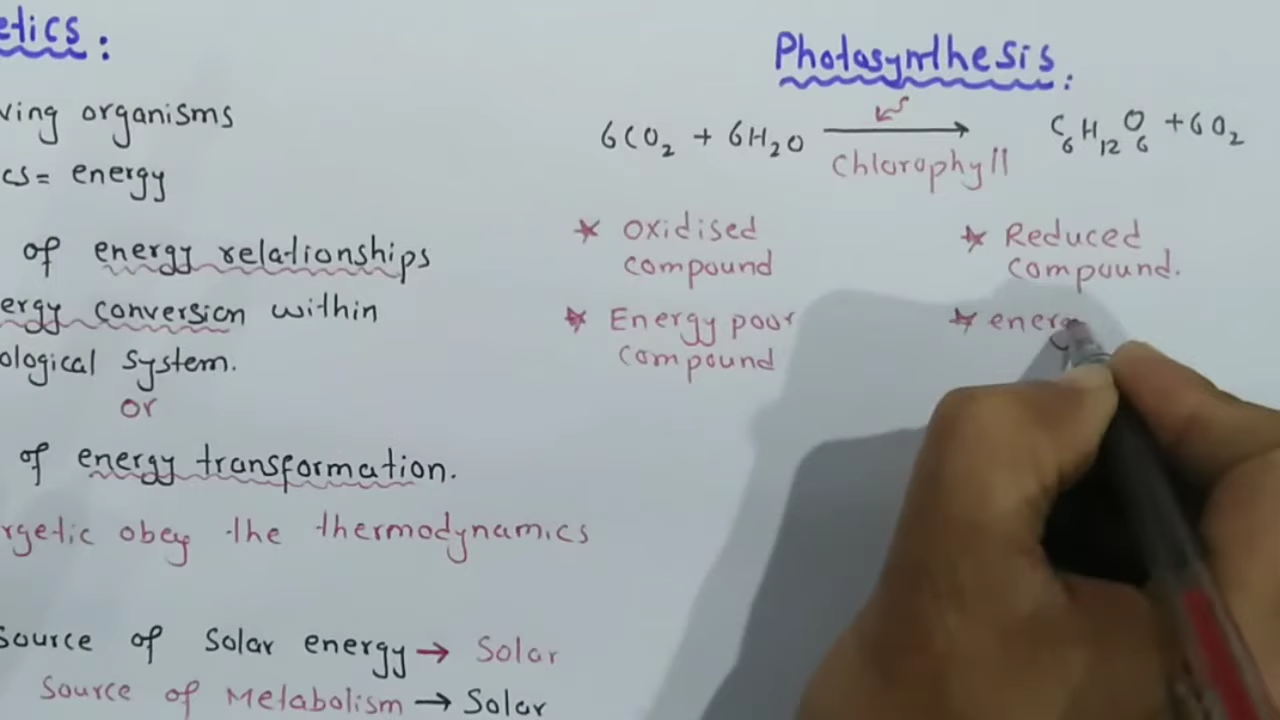 etics:
ving organisms
cs= energy
of energy relationships
ergy conversion within
ological system.
or
of energy transformation.
rgetic obey the thermodynamics
Source of Solar energy → Solar
Source of Metabolism → Solar
Photosynthesis:
6CO₂ + 6H₂O → C₆H₁₂O₆ + 6O₂
Chlorophyll
★ Oxidised
compound
★ Energy poor
compound
★ Reduced
compound.
★ energ